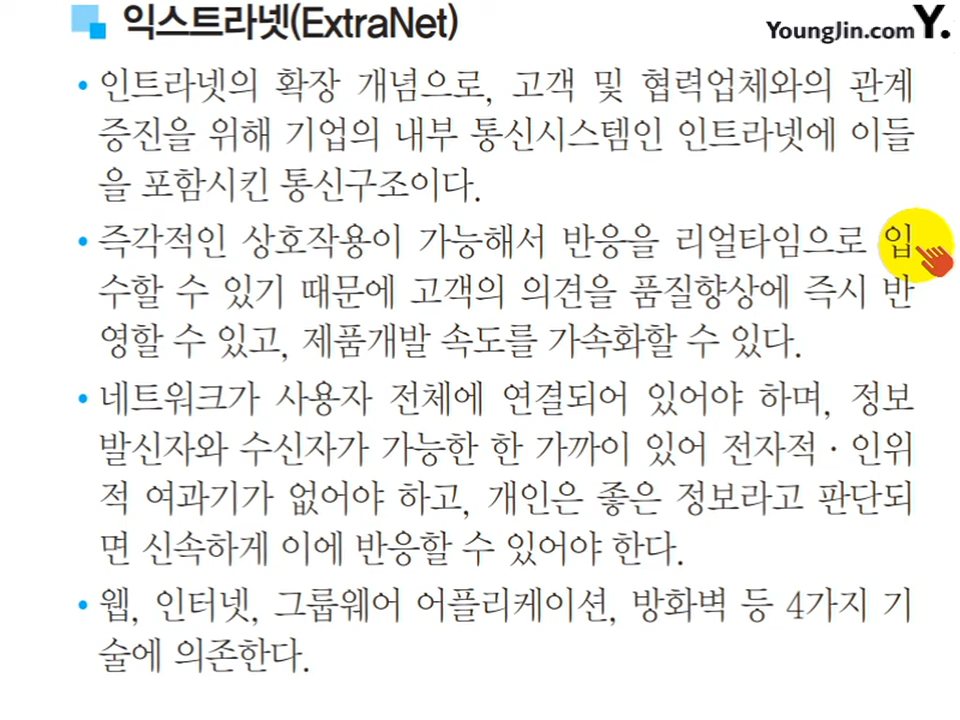 익스트라넷(ExtraNet)
YoungJin.com Y.
• 인트라넷의 확장 개념으로, 고객 및 협력업체와의 관계
증진을 위해 기업의 내부 통신시스템인 인트라넷에 이들
을 포함시킨 통신구조이다.
• 즉각적인 상호작용이 가능해서 반응을 리얼타임으로 입
수할 수 있기 때문에 고객의 의견을 품질향상에 즉시 반
영할 수 있고, 제품개발 속도를 가속화할 수 있다.
• 네트워크가 사용자 전체에 연결되어 있어야 하며, 정보
발신자와 수신자가 가능한 한 가까이 있어 전자적·인위
적 여과기가 없어야 하고, 개인은 좋은 정보라고 판단되
면 신속하게 이에 반응할 수 있어야 한다.
• 웹, 인터넷, 그룹웨어 어플리케이션, 방화벽 등 4가지 기
술에 의존한다.